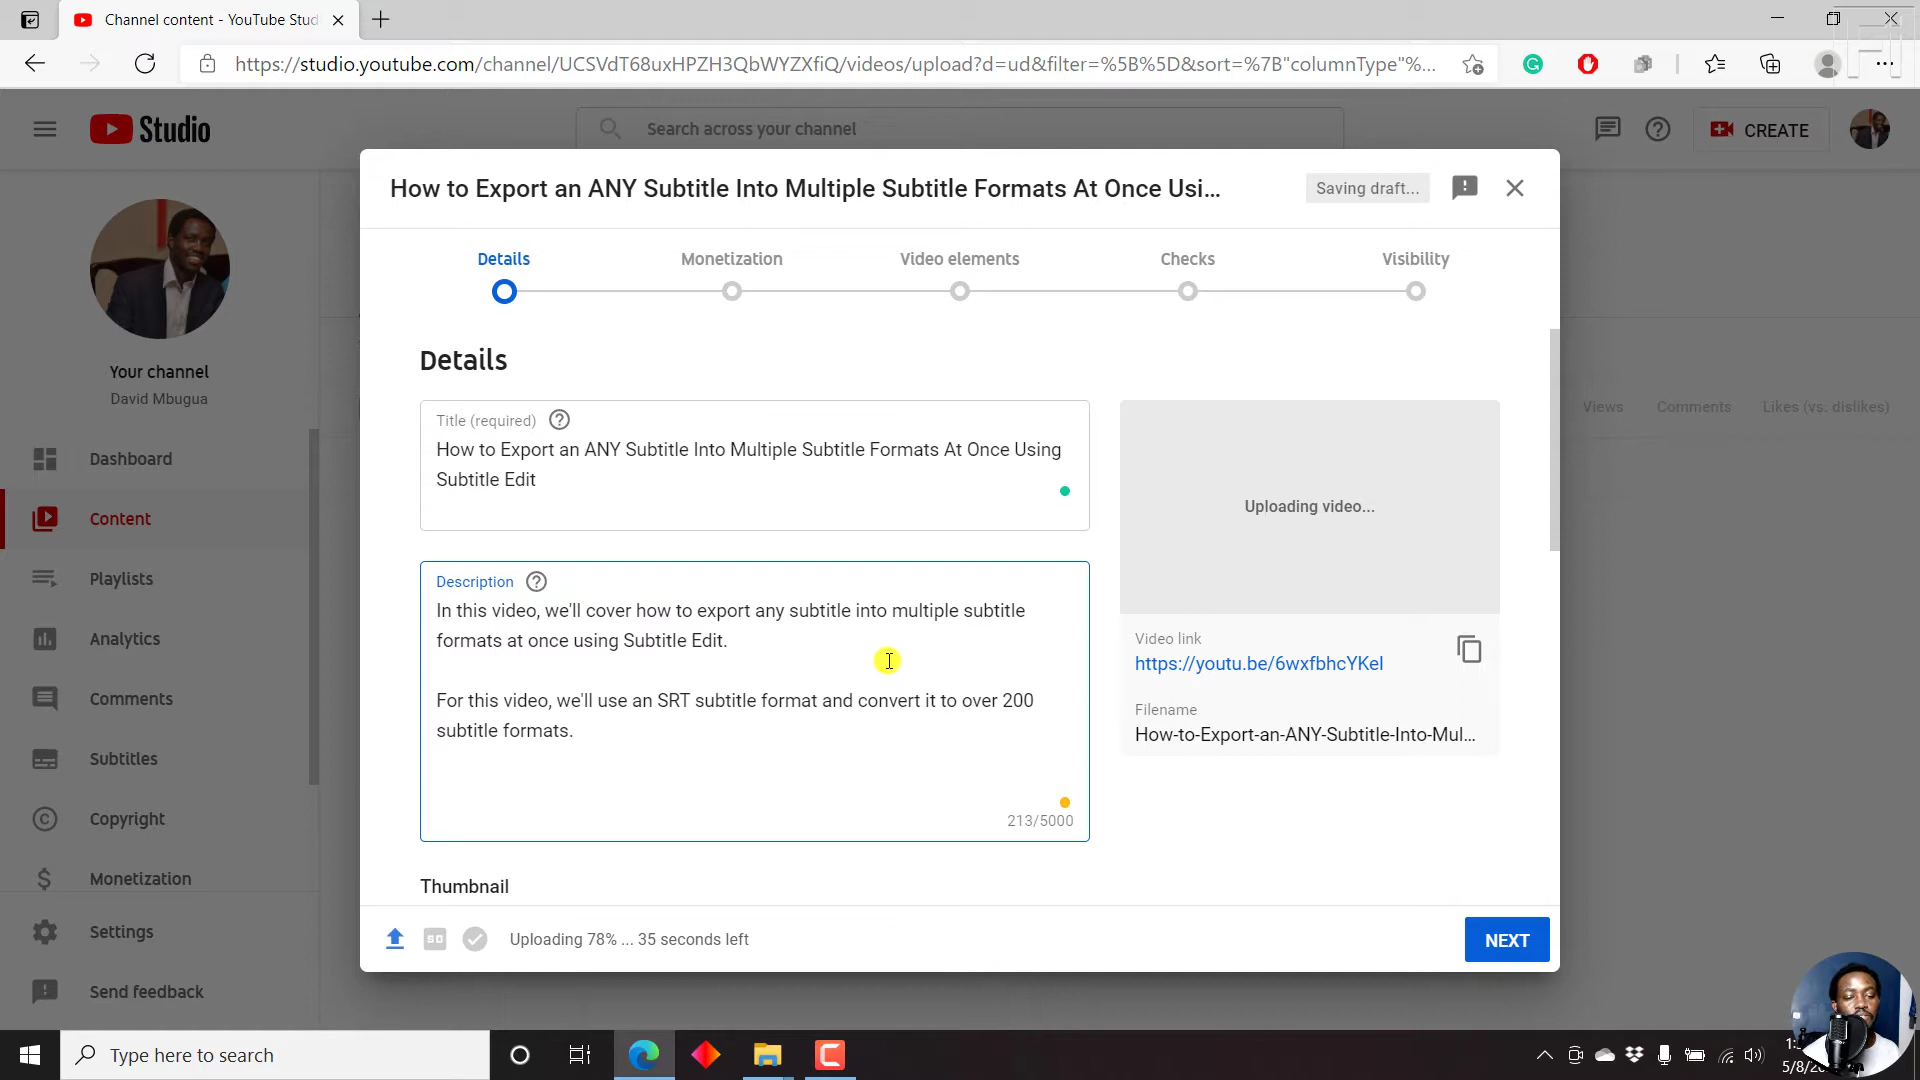 Channel content - YouTube Stud
https://studio.youtube.com/channel/UCSVdT68uxHPZH3QbWYZXfiQ/videos/upload?d=ud&filter=%5B%5D&sort=%7B"columnType"%...
Studio
Search across your channel
CREATE
How to Export an ANY Subtitle Into Multiple Subtitle Formats At Once Usi...
Saving draft...
Details
Monetization
Video elements
Checks
Visibility
Your channel
David Mbugua
Dashboard
Content
Playlists
Analytics
Comments
Subtitles
Copyright
Monetization
Settings
Send feedback
Details
Title (required)
How to Export an ANY Subtitle Into Multiple Subtitle Formats At Once Using
Subtitle Edit
Description
In this video, we'll cover how to export any subtitle into multiple subtitle
formats at once using Subtitle Edit.
For this video, we'll use an SRT subtitle format and convert it to over 200
subtitle formats.
213/5000
Thumbnail
Uploading video...
Video link
https://youtu.be/6wxfbhcYKeI
Filename
How-to-Export-an-ANY-Subtitle-Into-Mul...
Views
Comments
Likes (vs. dislikes)
SD
Uploading 78% ... 35 seconds left
NEXT
Type here to search